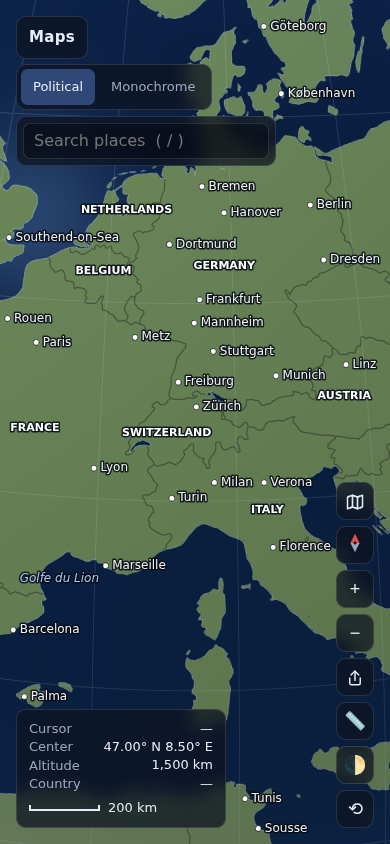 Göteborg
Maps
Political Monochrome
København
Search places ( / )
Bremen
Berlin
NETHERLANDS
Hanover
Southend-on-Sea
Dortmund
Dresden
BELGIUM
GERMANY
Frankfurt
Rouen
Mannheim
Paris
Metz
Stuttgart
Linz
Munich
Freiburg
AUSTRIA
Zürich
FRANCE
SWITZERLAND
Lyon
Milan
Verona
Turin
ITALY
Florence
Marseille
Golfe du Lion
+
Barcelona
−
Palma
Cursor —
Center 47.00° N 8.50° E
Altitude 1,500 km
Country —
200 km
Tunis
Sousse